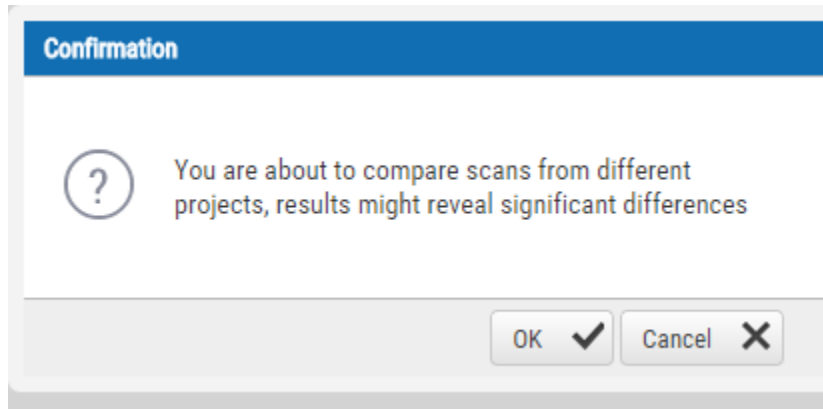 Confirmation
?
You are about to compare scans from different
projects, results might reveal significant differences
OK
Cancel